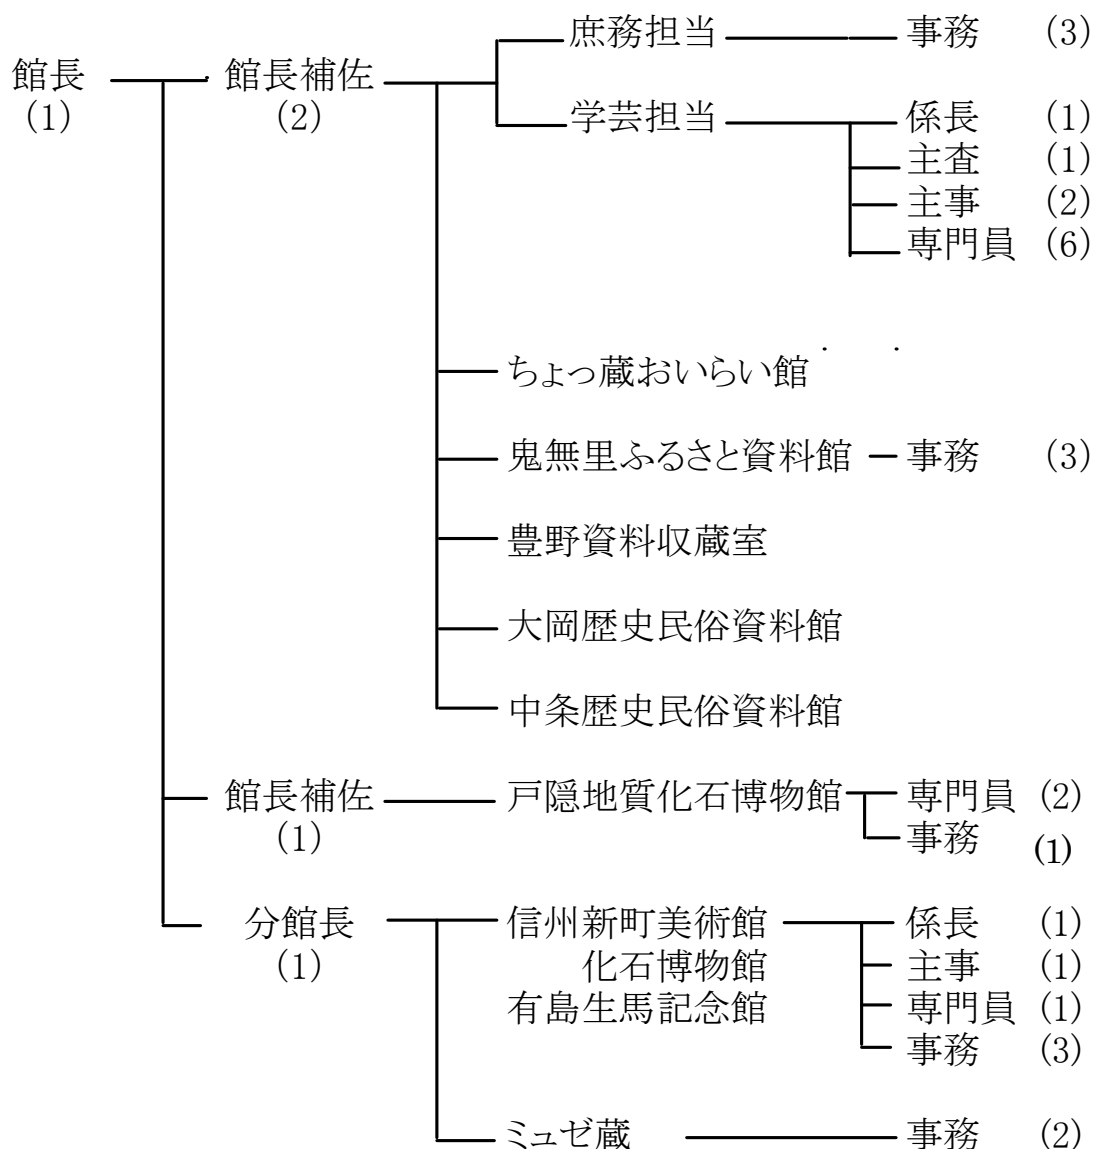 庶務担当 事務 (3)
館長 館長補佐
(1) (2)
学芸担当 係長 (1)
主査 (1)
主事 (2)
専門員 (6)
ちょっ蔵おいらい館
鬼無里ふるさと資料館 事務 (3)
豊野資料収蔵室
大岡歴史民俗資料館
中条歴史民俗資料館
館長補佐 戸隠地質化石博物館 専門員 (2)
(1) 事務 (1)
分館長 信州新町美術館 係長 (1)
(1) 化石博物館 主事 (1)
有島生馬記念館 専門員 (1)
事務 (3)
ミュゼ蔵 事務 (2)